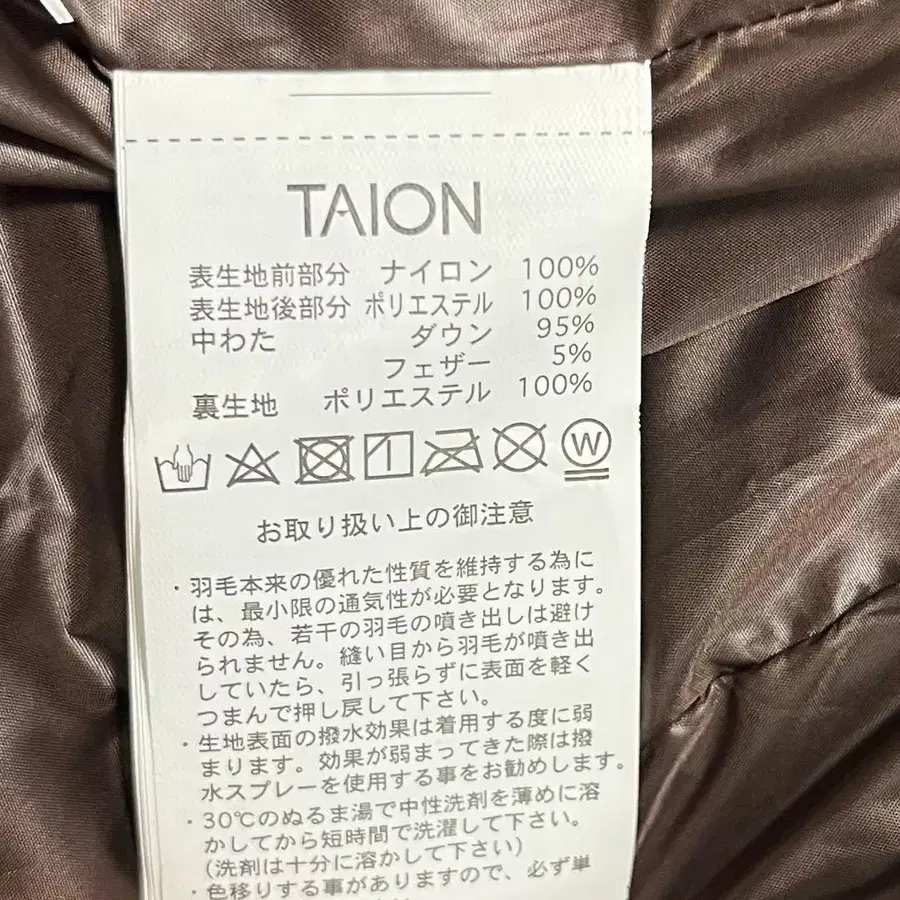 TAION
表生地前部分 ナイロン 100%
表生地後部分 ポリエステル 100%
中わた ダウン 95%
フェザー 5%
裏生地 ポリエステル 100%
W
お取り扱い上の御注意
・羽毛本来の優れた性質を維持する為に
は、最小限の通気性が必要となります。
その為、若干の羽毛の噴き出しは避け
られません。縫い目から羽毛が噴き出
していたら、引っ張らずに表面を軽く
つまんで押し戻して下さい。
・生地表面の撥水効果は着用する度に弱
まります。効果が弱まってきた際は撥
水スプレーを使用する事をお勧めします。
・30℃のぬるま湯で中性洗剤を薄めに溶
かしてから短時間で洗濯して下さい。
(洗剤は十分に溶かして下さい)
・色移りする事がありますので、必ず単